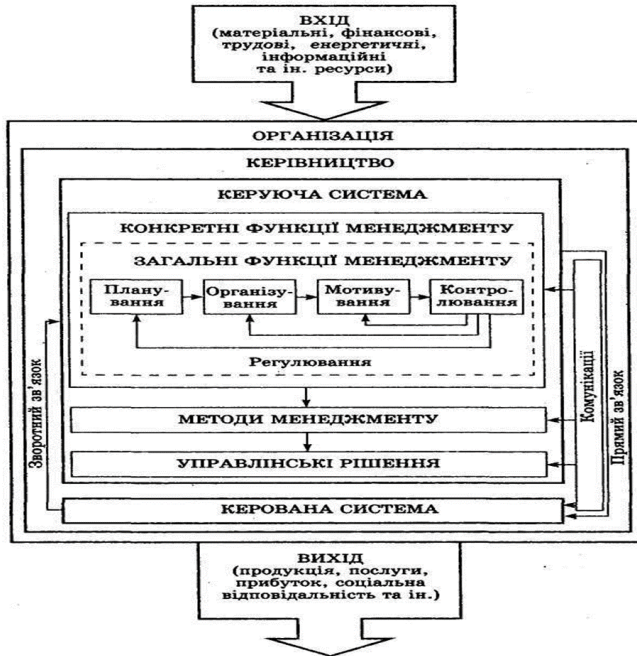 ВХІД
(матеріальні, фінансові,
трудові, енергетичні,
інформаційні
та ін. ресурси)
ОРГАНІЗАЦІЯ
КЕРІВНИЦТВО
КЕРУЮЧА СИСТЕМА
КОНКРЕТНІ ФУНКЦІЇ МЕНЕДЖМЕНТУ
ЗАГАЛЬНІ ФУНКЦІЇ МЕНЕДЖМЕНТУ
Плану-
вання
Організу-
вання
Мотиву-
вання
Контро-
лювання
Регулювання
МЕТОДИ МЕНЕДЖМЕНТУ
УПРАВЛІНСЬКІ РІШЕННЯ
КЕРОВАНА СИСТЕМА
Зворотний зв'язок
Комунікації
Прямий зв'язок
ВИХІД
(продукція, послуги,
прибуток, соціальна
відповідальність та ін.)